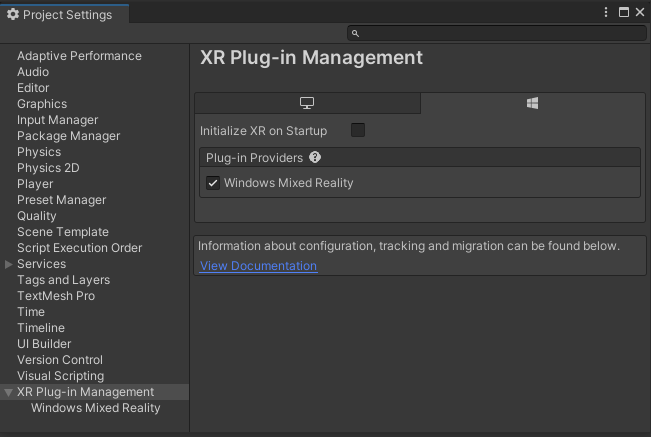 Project Settings
Adaptive Performance
Audio
Editor
Graphics
Input Manager
Package Manager
Physics
Physics 2D
Player
Preset Manager
Quality
Scene Template
Script Execution Order
Services
Tags and Layers
TextMesh Pro
Time
Timeline
UI Builder
Version Control
Visual Scripting
XR Plug-in Management
Windows Mixed Reality
XR Plug-in Management
Initialize XR on Startup
Plug-in Providers ?
Windows Mixed Reality
Information about configuration, tracking and migration can be found below.
View Documentation